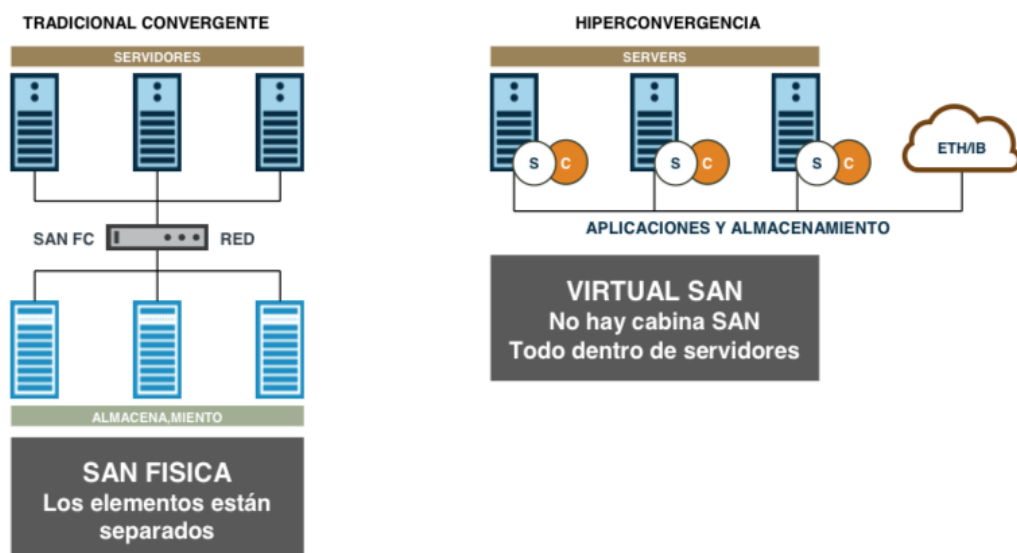 TRADICIONAL CONVERGENTE
SERVIDORES
SAN FC
RED
ALMACENA,MIENTO
SAN FISICA
Los elementos están
separados
HIPERCONVERGENCIA
SERVERS
S
C
S
C
S
C
ETH/IB
APLICACIONES Y ALMACENAMIENTO
VIRTUAL SAN
No hay cabina SAN
Todo dentro de servidores